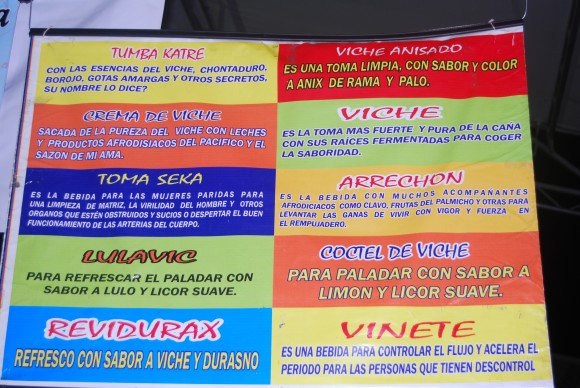 TUMBA KATRE
CON LAS ESENCIAS DEL VICHE, CHONTADURO,
BOROJO, GOTAS AMARGAS Y OTROS SECRETOS,
SU NOMBRE LO DICE?
CREMA DE VICHE
SACADA DE LA PUREZA DEL VICHE CON LECHES
Y PRODUCTOS AFRODISIACOS DEL PACIFICO Y EL
SAZON DE MI AMA.
TOMA SEKA
ES LA BEBIDA PARA LAS MUJERES PARIDAS PARA
UNA LIMPIEZA DE MATRIZ, LA VIRILIDAD DEL HOMBRE Y OTROS
ORGANOS QUE ESTÉN OBSTRUIDOS Y SUCIOS O DESPERTAR EL BUEN
FUNCIONAMIENTO DE LAS ARTERIAS DEL CUERPO.
LULAVIC
PARA REFRESCAR EL PALADAR CON
SABOR A LULO Y LICOR SUAVE.
REVIDURAX
REFRESCO CON SABOR A VICHE Y DURASNO
VICHE ANISADO
ES UNA TOMA LIMPIA, CON SABOR Y COLOR
A ANIX DE RAMA Y PALO.
VICHE
ES LA TOMA MAS FUERTE Y PURA DE LA CANA
CON SUS RAÍCES FERMENTADAS PARA COGER
LA SABORIDAD.
ARRECHON
ES LA BEBIDA CON MUCHOS ACOMPANANTES
AFRODICIACOS COMO CLAVO, FRUTAS DEL PALMICHO Y OTRAS PARA
LEVANTAR LAS GANAS DE VIVIR CON VIGOR Y FUERZA EN
EL REMPUJADERO.
COCTEL DE VICHE
PARA PALADAR CON SABOR A
LIMON Y LICOR SUAVE.
VINETE
ES UNA BEBIDA PARA CONTROLAR EL FLUJO Y ACELERA EL
PERIODO PARA LAS PERSONAS QUE TIENEN DESCONTROL